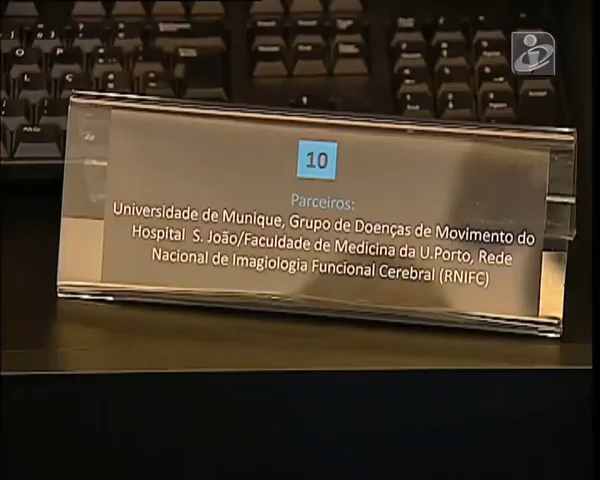 10
Parceiros:
Universidade de Munique, Grupo de Doenças de Movimento do
Hospital S. João/Faculdade de Medicina da U.Porto, Rede
Nacional de Imagiologia Funcional Cerebral (RNIFC)